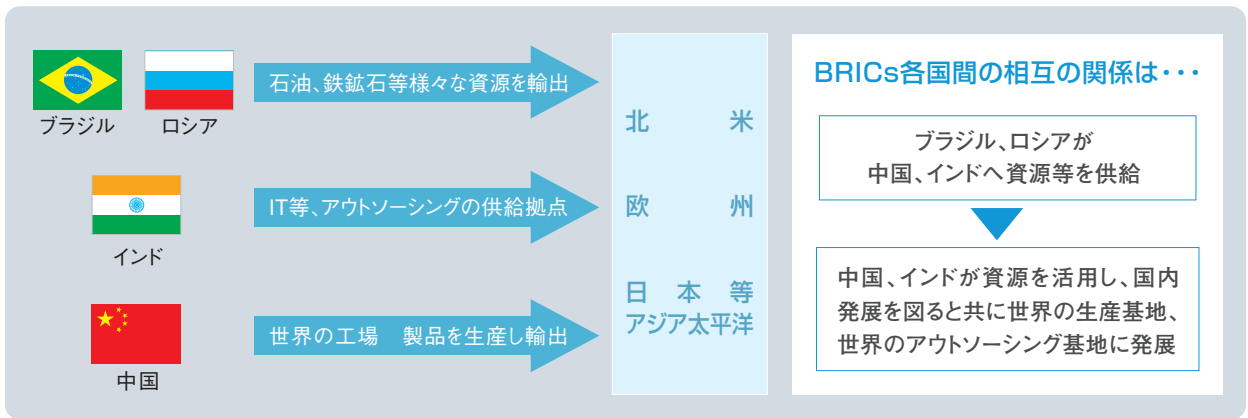 ブラジル
ロシア
石油、鉄鉱石等様々な資源を輸出
インド
IT等、アウトソーシングの供給拠点
中国
世界の工場　製品を生産し輸出
北　米
欧　州
日 本 等
アジア太平洋
BRICs各国間の相互の関係は・・・
ブラジル、ロシアが
中国、インドへ資源等を供給
中国、インドが資源を活用し、国内
発展を図ると共に世界の生産基地、
世界のアウトソーシング基地に発展